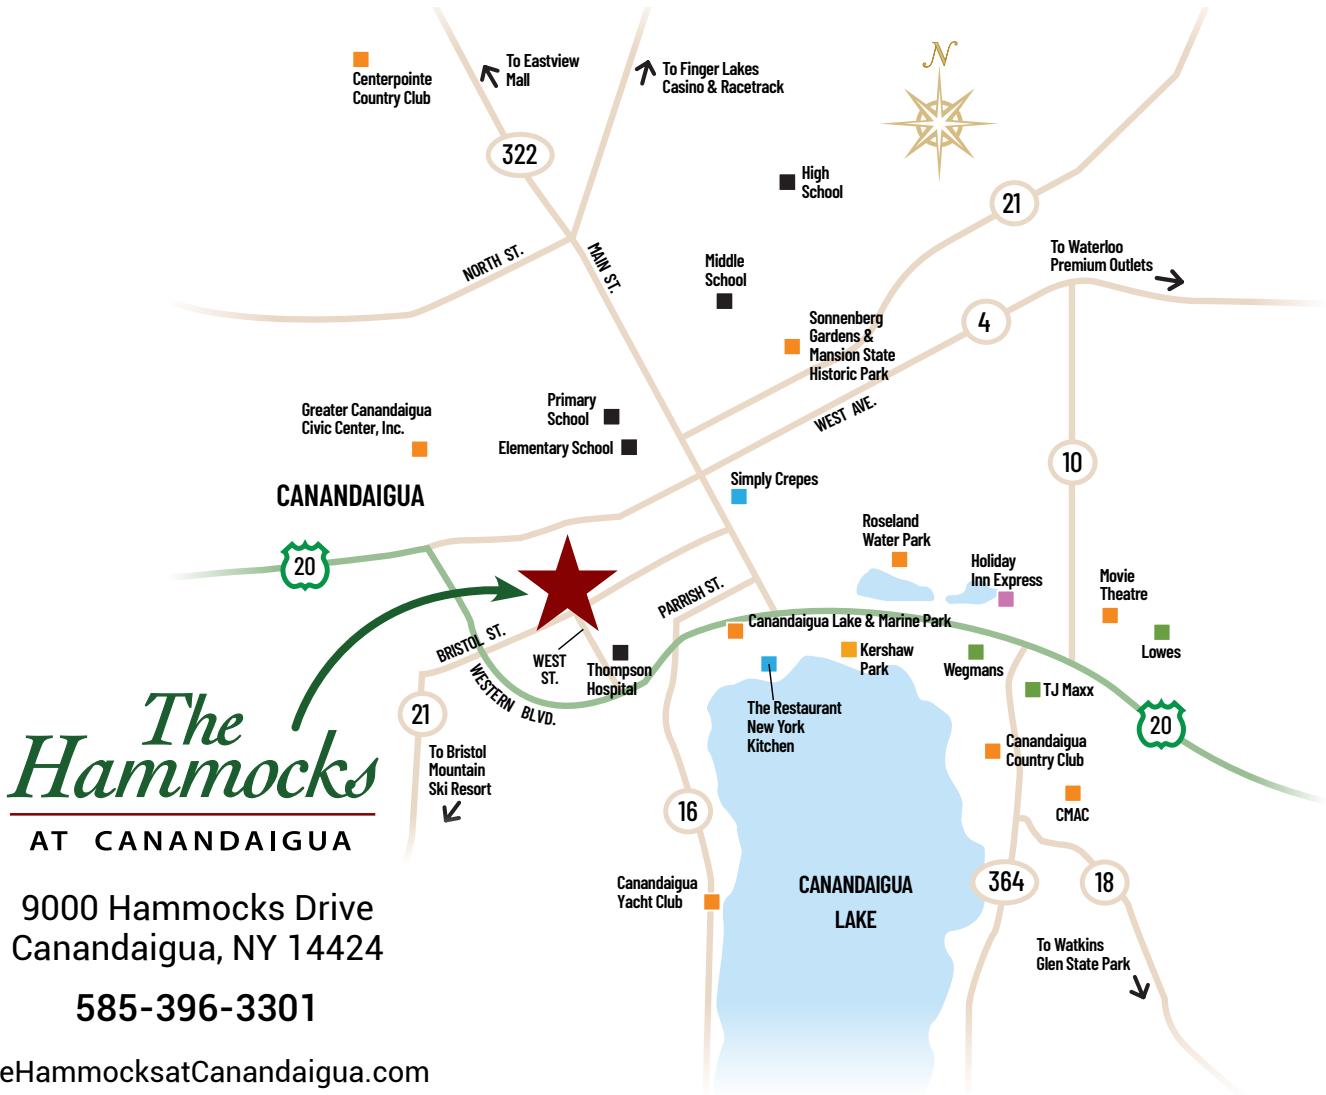 N
To Eastview
Mall
To Finger Lakes
Casino & Racetrack
Centerpointe
Country Club
322
High
School
21
NORTH ST.
MAIN ST.
Middle
School
To Waterloo
Premium Outlets
Sonnenberg
Gardens &
Mansion State
Historic Park
4
Greater Canandaigua
Civic Center, Inc.
Primary
School
Elementary School
WEST AVE.
10
CANANDAIGUA
Simply Crepes
Roseland
Water Park
20
Holiday
Inn Express
Movie
Theatre
PARRISH ST.
Canandaigua Lake & Marine Park
BRISTOL ST.
WEST
ST.
Thompson
Hospital
Kershaw
Park
Wegmans
Lowes
WESTERN BLVD.
TJ Maxx
21
The Restaurant
New York
Kitchen
20
To Bristol
Mountain
Ski Resort
Canandaigua
Country Club
16
CMAC
The
Hammocks
AT CANANDAIGUA
Canandaigua
Yacht Club
CANANDAIGUA
LAKE
364
18
9000 Hammocks Drive
Canandaigua, NY 14424
To Watkins
Glen State Park
585-396-3301
eHammocksatCanandaigua.com